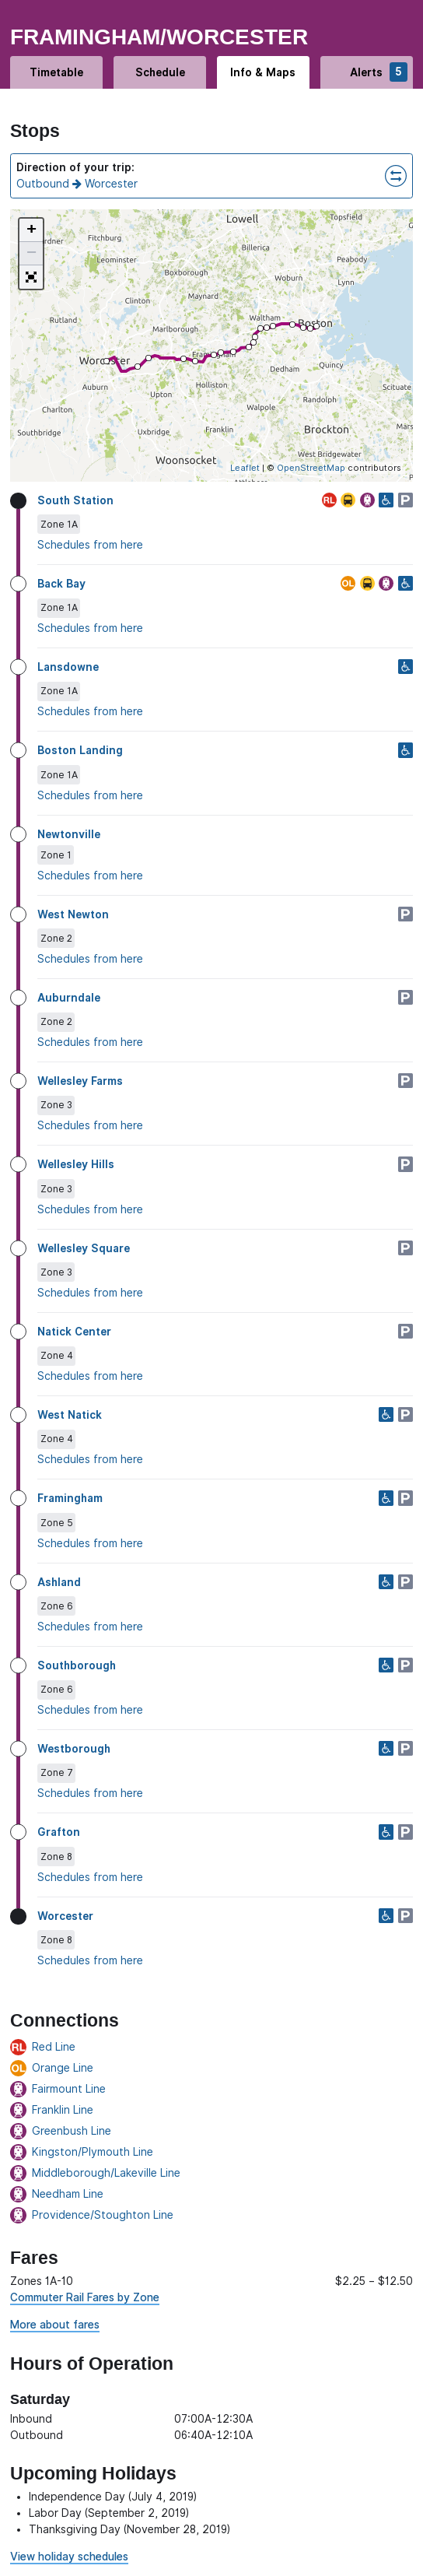 FRAMINGHAM/WORCESTER
Timetable Schedule Info & Maps Alerts 5
Stops
Direction of your trip:
Outbound → Worcester
+
−
Lowell
Topsfield
Fitchburg
Billerica
Leominster
Peabody
Boxborough
Woburn
Lynn
Maynard
Clinton
Rutland
Waltham
Marlborough
Boston
Worcester
Framingham
Auburn
Holliston
Dedham
Quincy
Upton
Scituate
Randolph
Charlton
Walpole
Southbridge
Uxbridge
Franklin
Brockton
West Bridgewater
Woonsocket
Leaflet | © OpenStreetMap contributors
South Station
RL
P
Zone 1A
Schedules from here
Back Bay
OL
Zone 1A
Schedules from here
Lansdowne
Zone 1A
Schedules from here
Boston Landing
Zone 1A
Schedules from here
Newtonville
Zone 1
Schedules from here
West Newton
P
Zone 2
Schedules from here
Auburndale
P
Zone 2
Schedules from here
Wellesley Farms
P
Zone 3
Schedules from here
Wellesley Hills
P
Zone 3
Schedules from here
Wellesley Square
P
Zone 3
Schedules from here
Natick Center
P
Zone 4
Schedules from here
West Natick
P
Zone 4
Schedules from here
Framingham
P
Zone 5
Schedules from here
Ashland
P
Zone 6
Schedules from here
Southborough
P
Zone 6
Schedules from here
Westborough
P
Zone 7
Schedules from here
Grafton
P
Zone 8
Schedules from here
Worcester
P
Zone 8
Schedules from here
Connections
RL Red Line
OL Orange Line
Fairmount Line
Franklin Line
Greenbush Line
Kingston/Plymouth Line
Middleborough/Lakeville Line
Needham Line
Providence/Stoughton Line
Fares
Zones 1A-10 $2.25 – $12.50
Commuter Rail Fares by Zone
More about fares
Hours of Operation
Saturday
Inbound 07:00A-12:30A
Outbound 06:40A-12:10A
Upcoming Holidays
• Independence Day (July 4, 2019)
• Labor Day (September 2, 2019)
• Thanksgiving Day (November 28, 2019)
View holiday schedules